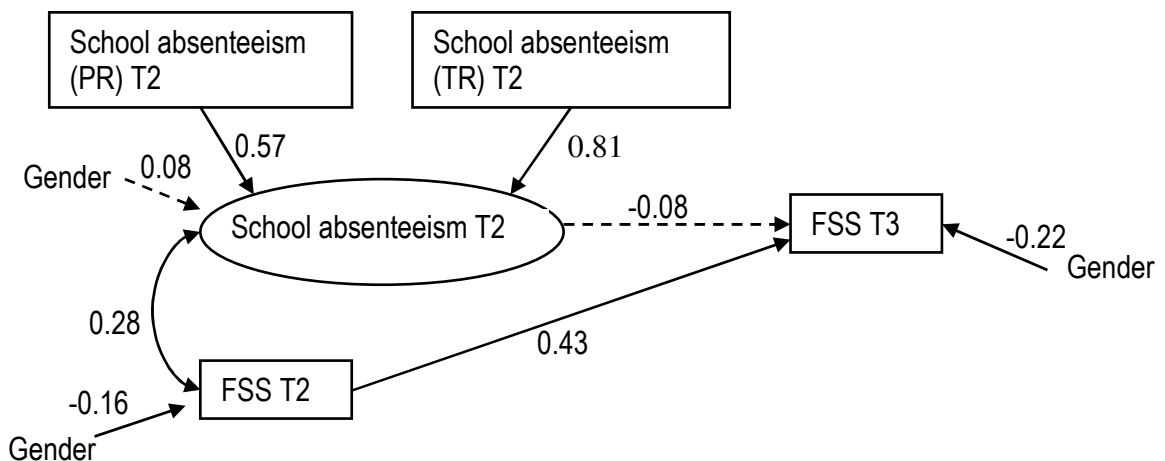 School absenteeism
(PR) T2
School absenteeism
(TR) T2
0.57
0.81
0.08
Gender
School absenteeism T2
-0.08
FSS T3
-0.22
Gender
0.28
0.43
FSS T2
-0.16
Gender